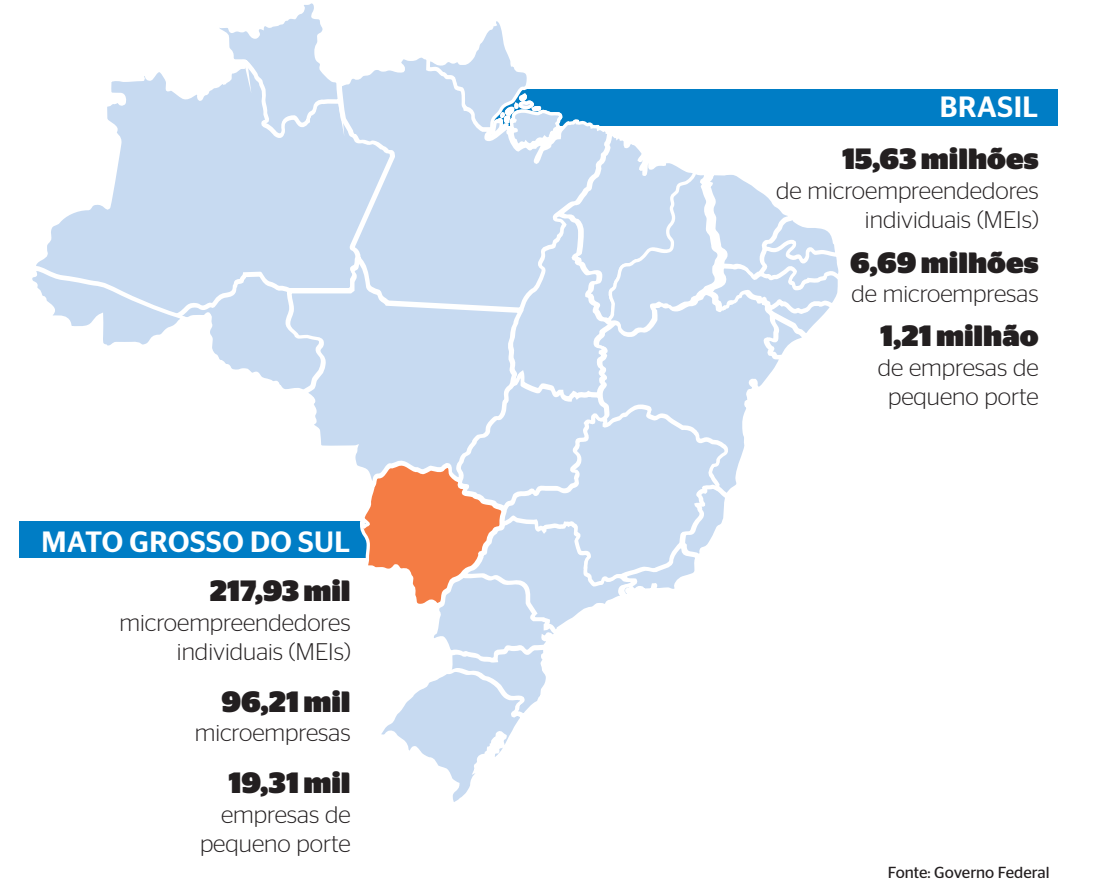 BRASIL
15,63 milhões
de microempreendedores
individuais (MEIs)
6,69 milhões
de microempresas
1,21 milhão
de empresas de
pequeno porte
MATO GROSSO DO SUL
217,93 mil
microempreendedores
individuais (MEIs)
96,21 mil
microempresas
19,31 mil
empresas de
pequeno porte
Fonte: Governo Federal